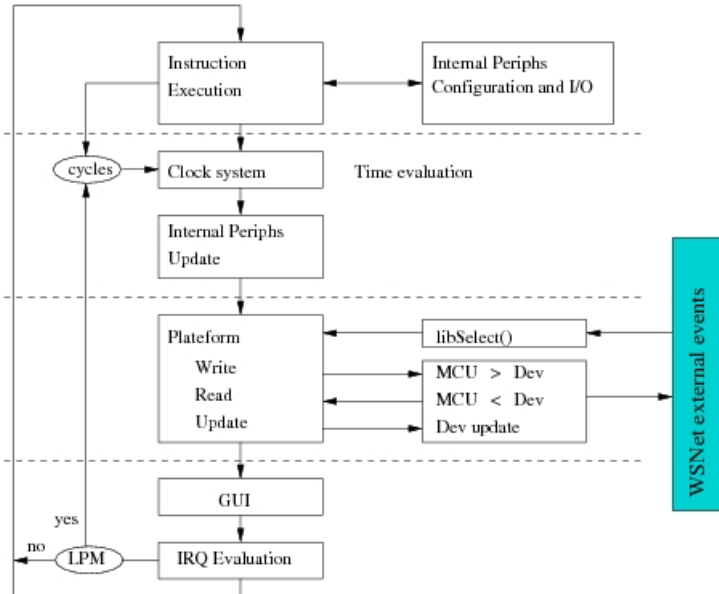 Instruction
Execution
Internal Periphs
Configuration and I/O
cycles
Clock system
Time evaluation
Internal Periphs
Update
Plateform
Write
Read
Update
libSelect()
MCU > Dev
MCU < Dev
Dev update
WSNet external events
GUI
yes
no
LPM
IRQ Evaluation